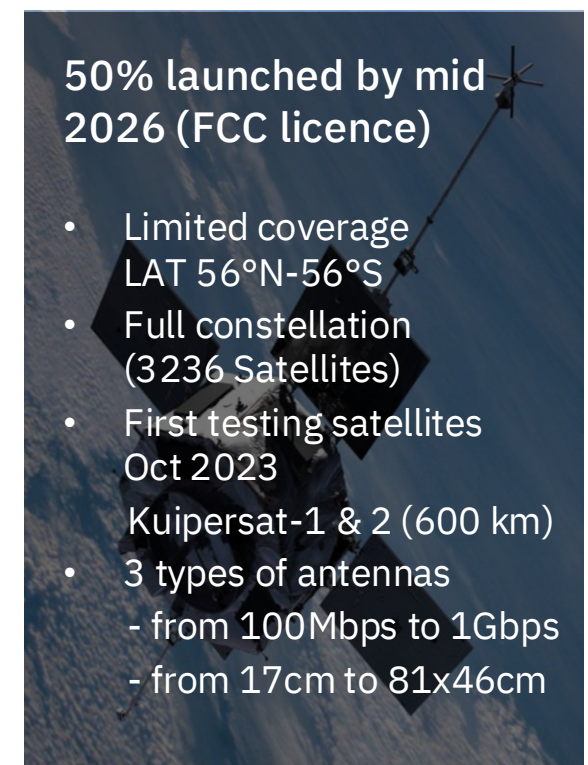 50% launched by mid
2026 (FCC licence)
• Limited coverage
LAT 56°N-56°S
• Full constellation
(3236 Satellites)
• First testing satellites
Oct 2023
Kuipersat-1 & 2 (600 km)
• 3 types of antennas
- from 100Mbps to 1Gbps
- from 17cm to 81x46cm